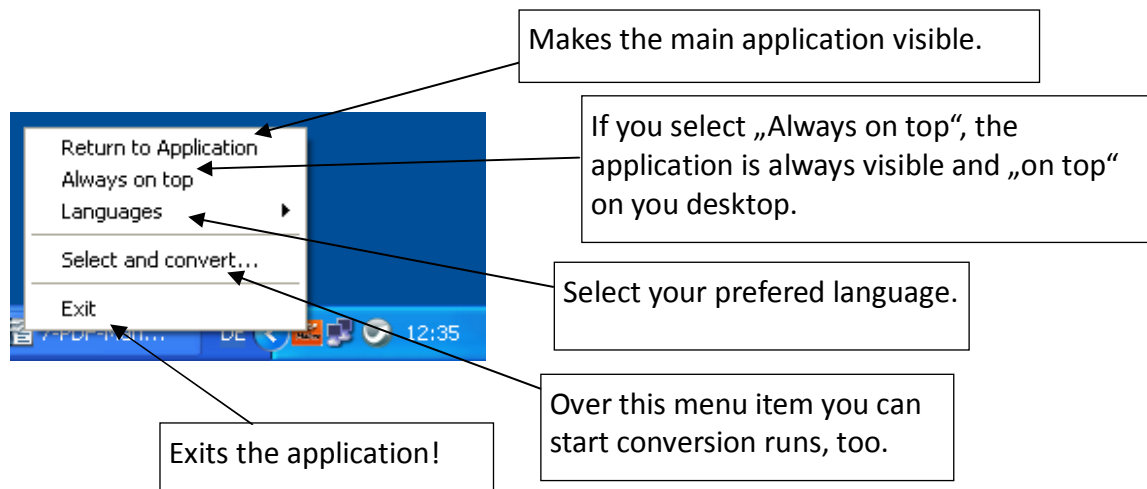 Makes the main application visible.
If you select „Always on top“, the
application is always visible and „on top“
on you desktop.
Return to Application
Always on top
Languages
Select and convert...
Exit
Select your prefered language.
DE
12:35
Over this menu item you can
start conversion runs, too.
Exits the application!